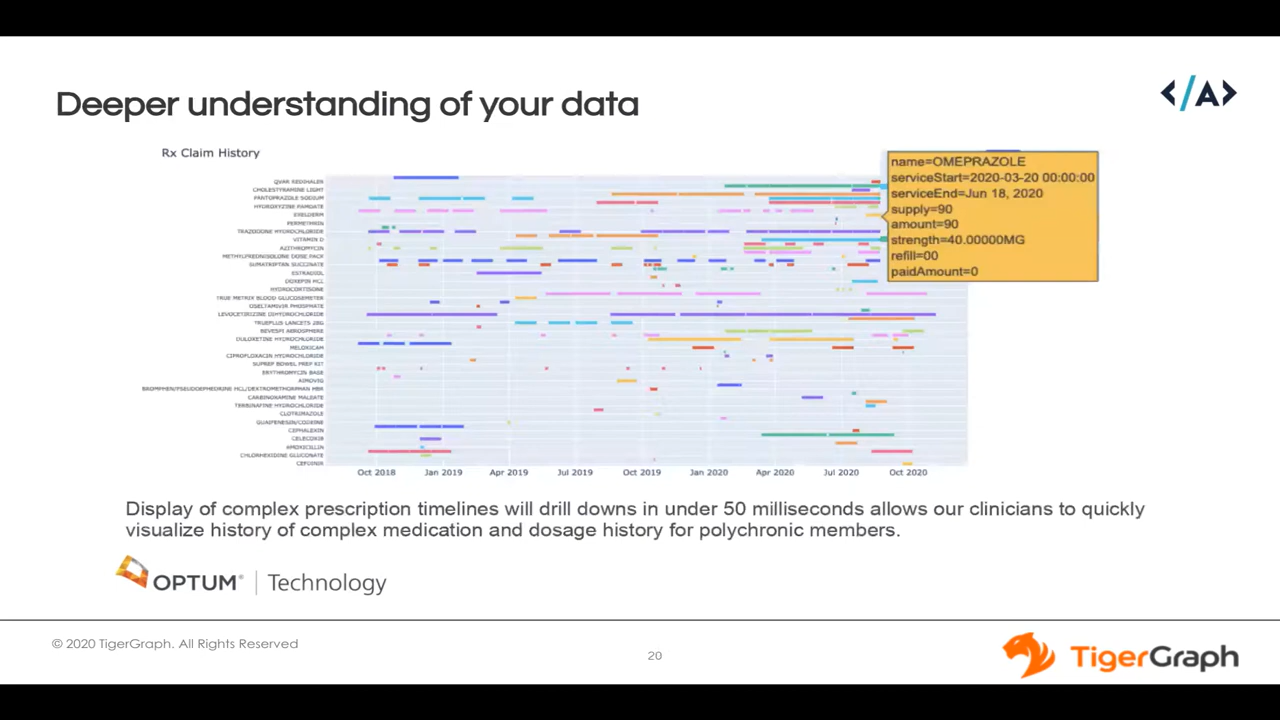 Deeper understanding of your data
</A>
Rx Claim History
name=OMEPRAZOLE
serviceStart=2020-03-20 00:00:00
serviceEnd=Jun 18, 2020
supply=90
amount=90
strength=40.00000MG
refill=00
paidAmount=0
QVAR REDIHALER
CHOLESTYRAMINE LIGHT
PANTOPRAZOLE SODIUM
HYDROXYZINE PAMOATE
EXELDERM
PERMETHRIN
TRAZODONE HYDROCHLORIDE
VITAMIN D
AZITHROMYCIN
METHYLPREDNISOLONE DOSE PACK
SUMATRIPTAN SUCCINATE
ESTRADIOL
DOXEPIN HCL
HYDROCORTISONE
TRUE METRIX BLOOD GLUCOSEMETER
OSELTAMIVIR PHOSPHATE
LEVOCETIRIZINE DIHYDROCHLORIDE
TRUEPLUS LANCETS 28G
BEVESPI AEROSPHERE
DULOXETINE HYDROCHLORIDE
MELOXICAM
CIPROFLOXACIN HYDROCHLORIDE
SUPREP BOWEL PREP KIT
ERYTHROMYCIN BASE
AIMOVIG
BROMPHEN/PSEUDOEPHEDRINE HCL/DEXTROMETHORPHAN HBR
CARBINOXAMINE MALEATE
TERBINAFINE HYDROCHLORIDE
CLOTRIMAZOLE
GUAIFENESIN/CODEINE
CEPHALEXIN
CELECOXIB
AMOXICILLIN
CHLORHEXIDINE GLUCONATE
CEFDINIR
Oct 2018 Jan 2019 Apr 2019 Jul 2019 Oct 2019 Jan 2020 Apr 2020 Jul 2020 Oct 2020
Display of complex prescription timelines will drill downs in under 50 milliseconds allows our clinicians to quickly
visualize history of complex medication and dosage history for polychronic members.
OPTUM® | Technology
© 2020 TigerGraph. All Rights Reserved
20
TigerGraph